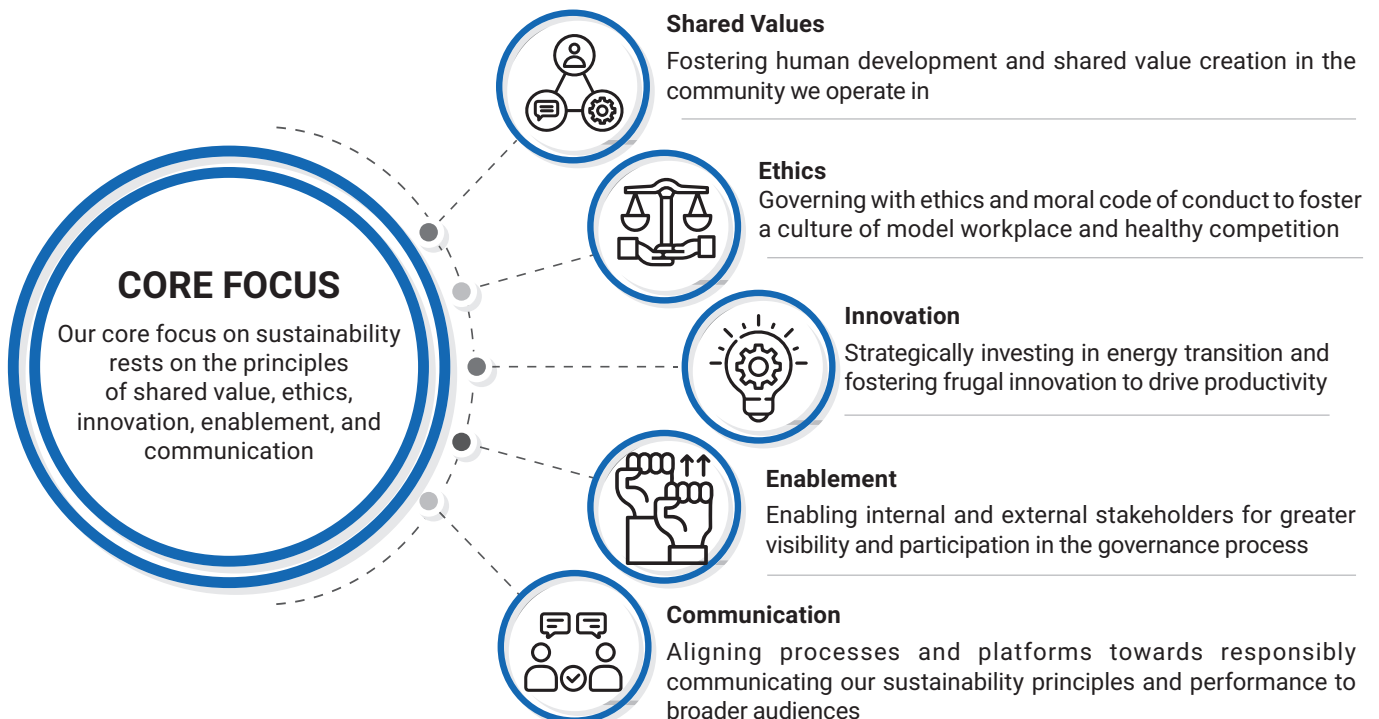 CORE FOCUS
Our core focus on sustainability
rests on the principles
of shared value, ethics,
innovation, enablement, and
communication
Shared Values
Fostering human development and shared value creation in the
community we operate in
Ethics
Governing with ethics and moral code of conduct to foster
a culture of model workplace and healthy competition
Innovation
Strategically investing in energy transition and
fostering frugal innovation to drive productivity
Enablement
Enabling internal and external stakeholders for greater
visibility and participation in the governance process
Communication
Aligning processes and platforms towards responsibly
communicating our sustainability principles and performance to
broader audiences